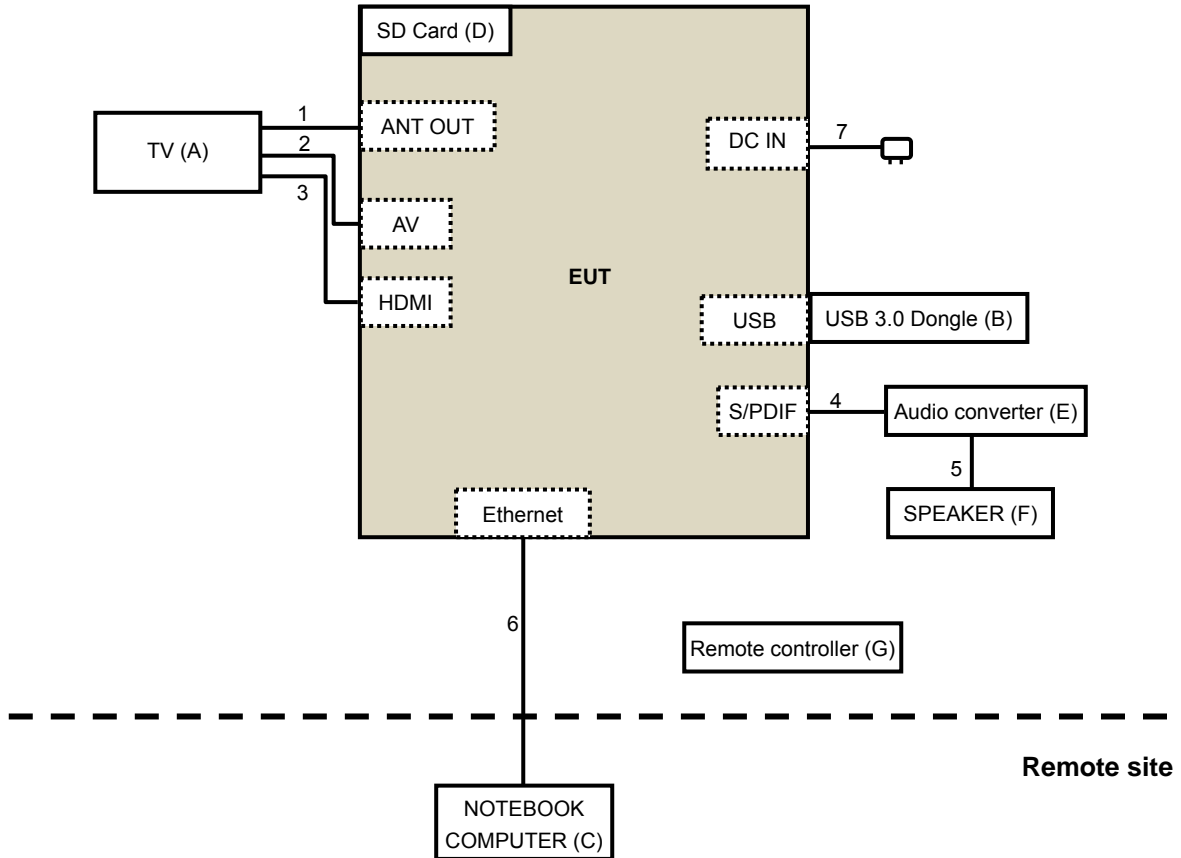 SD Card (D)
1
ANT OUT
TV (A)
2
3
AV
HDMI
EUT
DC IN
7
USB
USB 3.0 Dongle (B)
S/PDIF
4
Audio converter (E)
5
SPEAKER (F)
Ethernet
6
Remote controller (G)
Remote site
NOTEBOOK
COMPUTER (C)